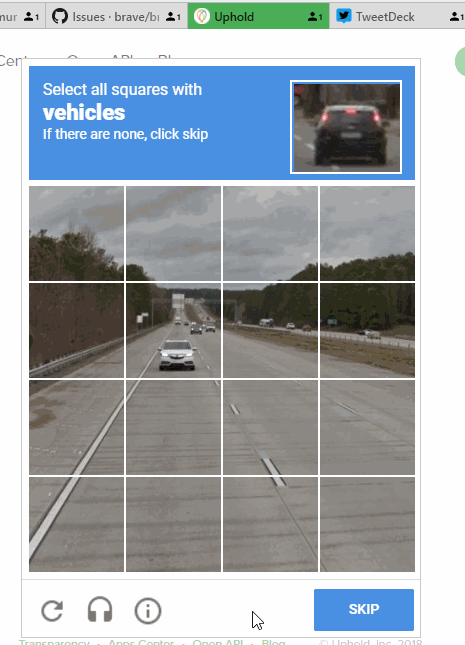 mur 1 Issues · brave/br 1 Uphold 1 TweetDeck 1
Select all squares with
vehicles
If there are none, click skip
SKIP
Transparency · Apps Center · Open API · Blog © Uphold, Inc. 2018